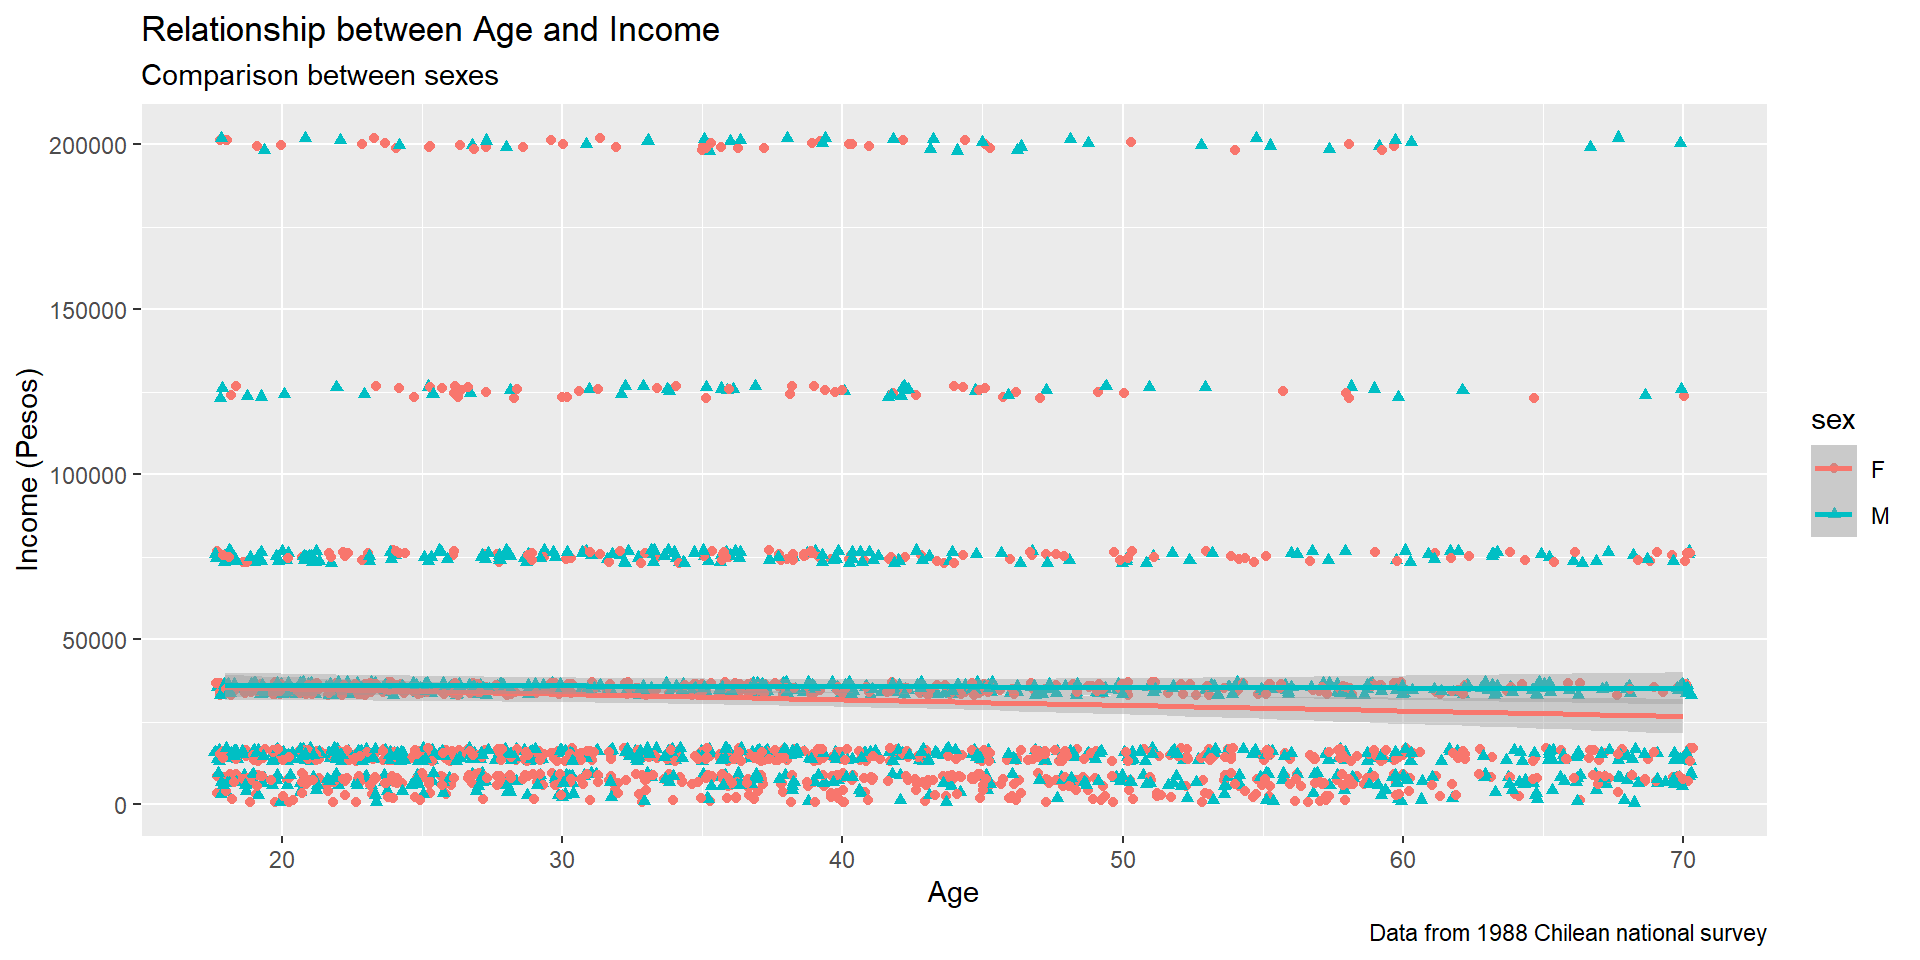 Relationship between Age and Income
Comparison between sexes
Income (Pesos)
200000
150000
100000
50000
0
20 30 40 50 60 70
Age
sex
F
M
Data from 1988 Chilean national survey